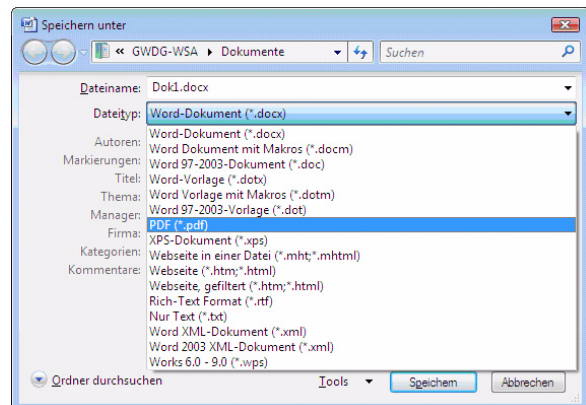 Speichern unter
« GWDG-WSA Dokumente Suchen
Dateiname: Dok1.docx
Dateityp: Word-Dokument (*.docx)
Word-Dokument (*.docx)
Autoren: Word Dokument mit Makros (*.docm)
Markierungen: Word 97-2003-Dokument (*.doc)
Titel: Word-Vorlage (*.dotx)
Thema: Word Vorlage mit Makros (*.dotm)
Manager: Word 97-2003-Vorlage (*.dot)
Firma: PDF (*.pdf)
XPS-Dokument (*.xps)
Kategorien: Webseite in einer Datei (*.mht;*.mhtml)
Kommentare: Webseite (*.htm;*.html)
Webseite, gefiltert (*.htm;*.html)
Rich-Text Format (*.rtf)
Nur Text (*.txt)
Word XML-Dokument (*.xml)
Word 2003 XML-Dokument (*.xml)
Works 6.0 - 9.0 (*.wps)
Ordner durchsuchen Tools Speichern Abbrechen